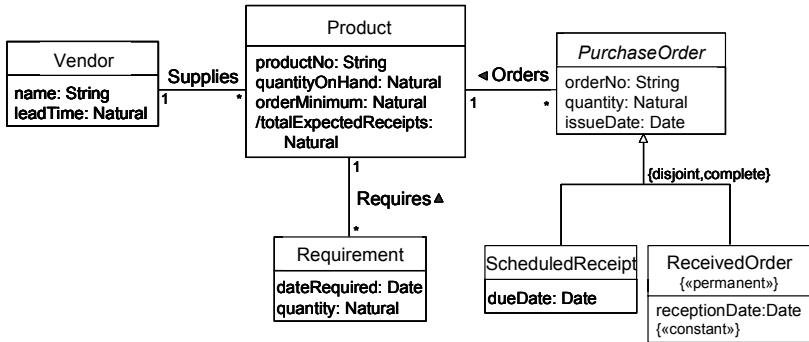 Product
Vendor
PurchaseOrder
productNo: String
quantityOnHand: Natural
orderMinimum: Natural
/totalExpectedReceipts:
Natural
name: String
leadTime: Natural
Supplies
1
*
◄Orders
1
*
orderNo: String
quantity: Natural
issueDate: Date
1
Requires▲
*
{disjoint,complete}
Requirement
dateRequired: Date
quantity: Natural
ScheduledReceipt
dueDate: Date
ReceivedOrder
{«permanent»}
receptionDate:Date
{«constant»}